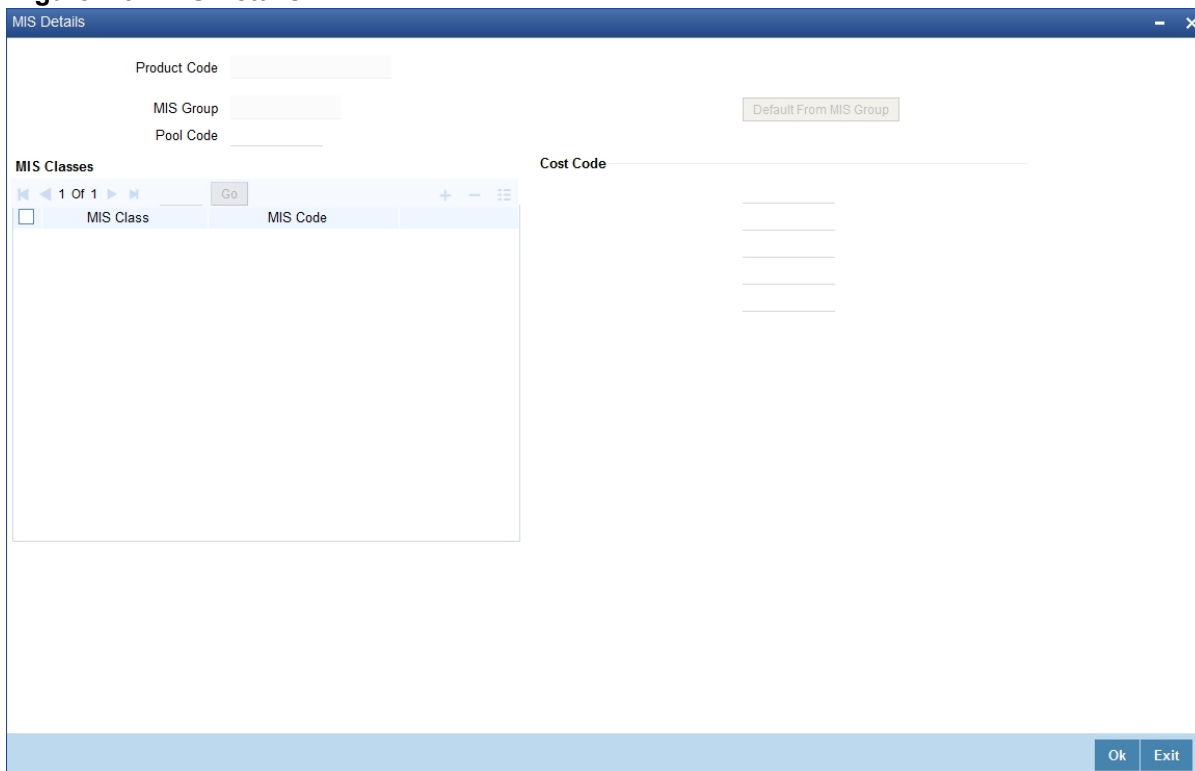 MIS Details
Product Code
MIS Group
Default From MIS Group
Pool Code
MIS Classes
Cost Code
1 Of 1
Go
MIS Class
MIS Code
Ok
Exit